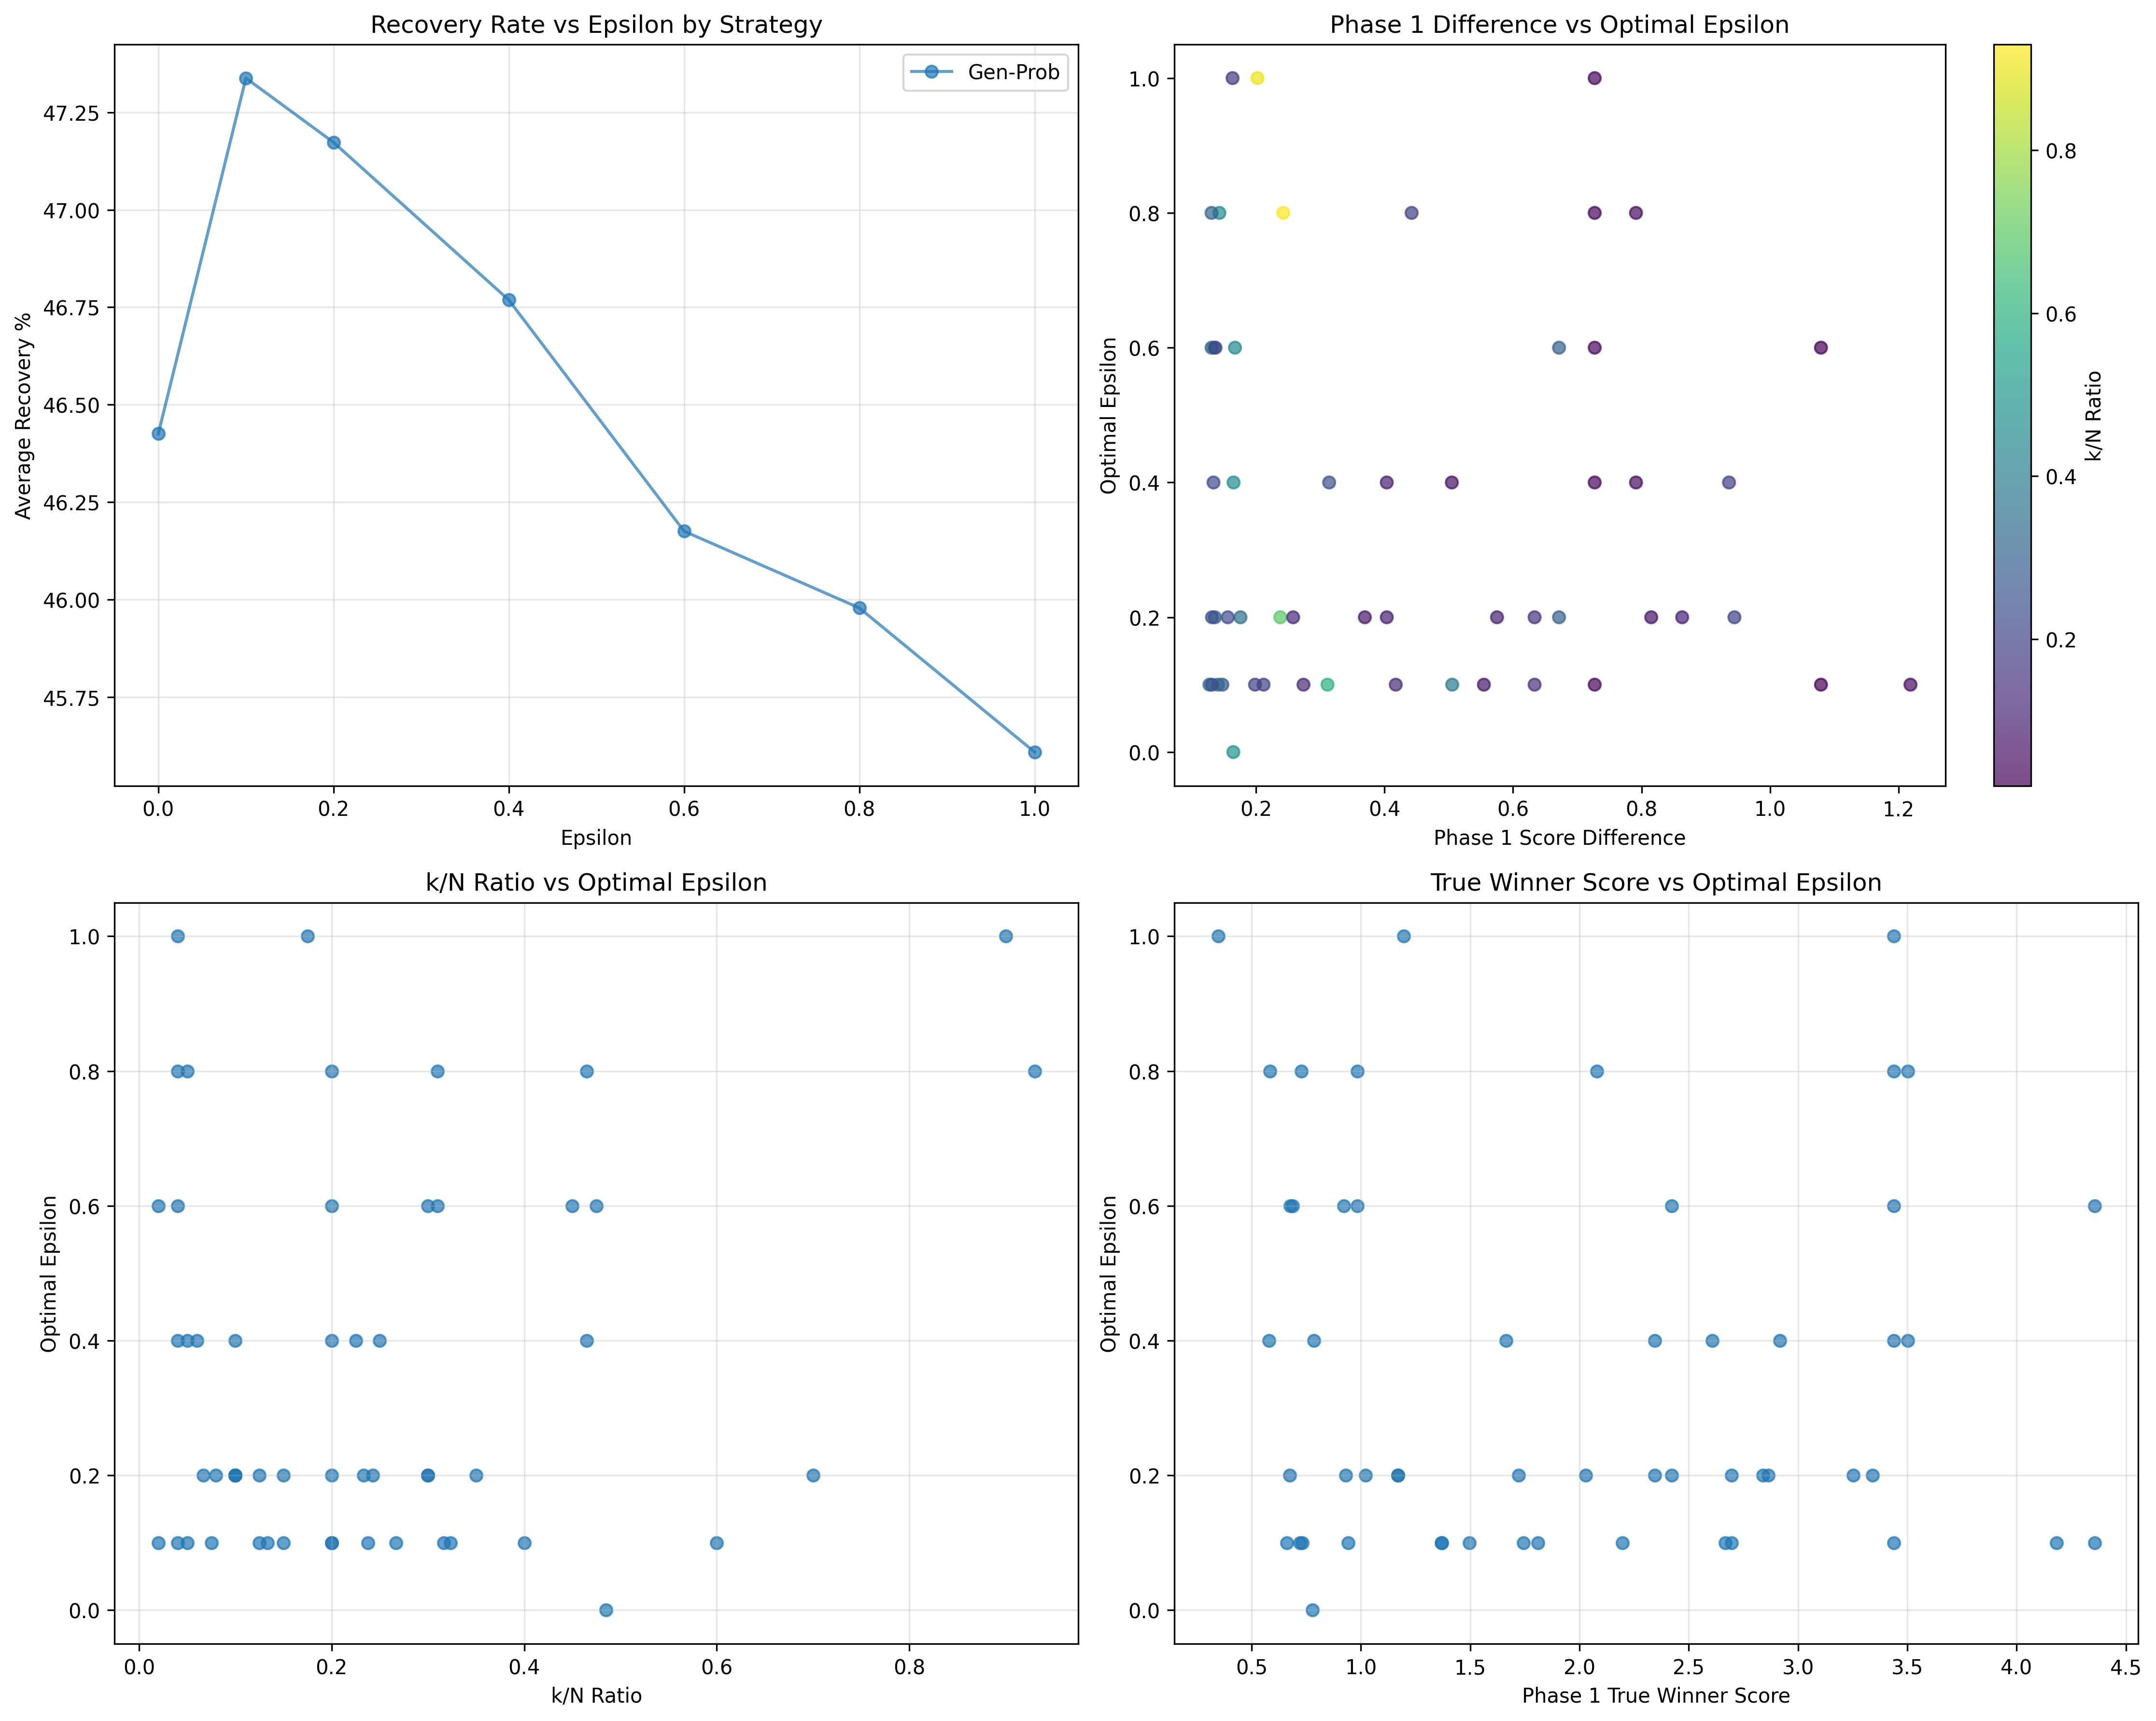 Recovery Rate vs Epsilon by Strategy
Gen-Prob
47.25
47.00
46.75
46.50
46.25
46.00
45.75
Average Recovery %
0.0 0.2 0.4 0.6 0.8 1.0
Epsilon
Phase 1 Difference vs Optimal Epsilon
1.0
0.8
0.6
0.4
0.2
0.0
Optimal Epsilon
0.2 0.4 0.6 0.8 1.0 1.2
Phase 1 Score Difference
0.8
0.6
0.4
0.2
k/N Ratio
k/N Ratio vs Optimal Epsilon
1.0
0.8
0.6
0.4
0.2
0.0
Optimal Epsilon
0.0 0.2 0.4 0.6 0.8
k/N Ratio
True Winner Score vs Optimal Epsilon
1.0
0.8
0.6
0.4
0.2
0.0
Optimal Epsilon
0.5 1.0 1.5 2.0 2.5 3.0 3.5 4.0 4.5
Phase 1 True Winner Score